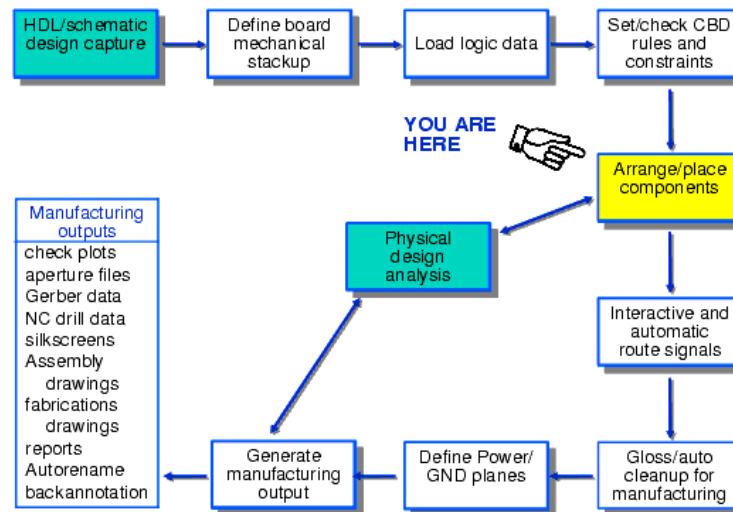 HDL/schematic
design capture
Define board
mechanical
stackup
Load logic data
Set/check CBD
rules and
constraints
YOU ARE
HERE
Arrange/place
components
Physical
design
analysis
Interactive and
automatic
route signals
Gloss/auto
cleanup for
manufacturing
Define Power/
GND planes
Generate
manufacturing
output
Manufacturing
outputs
check plots
aperture files
Gerber data
NC drill data
silkscreens
Assembly
drawings
fabrications
drawings
reports
Autorename
backannotation